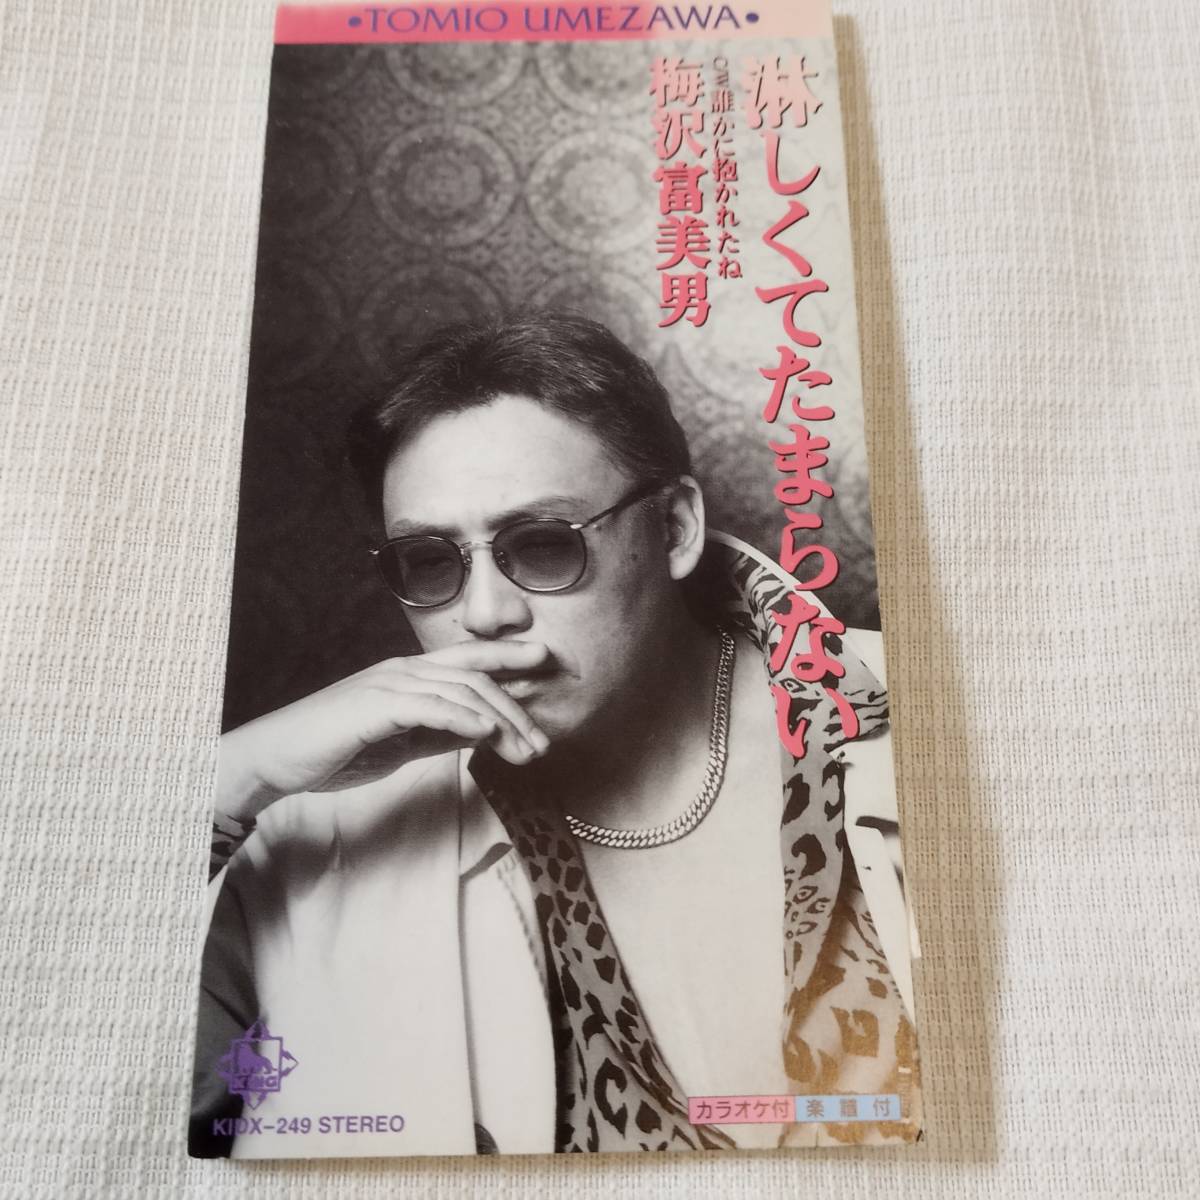 •TOMIO UMEZAWA•
淋しくてたまらない
C/W 誰かに抱かれたね
梅沢富美男
KING
KIDX-249 STEREO
カラオケ付 楽譜付